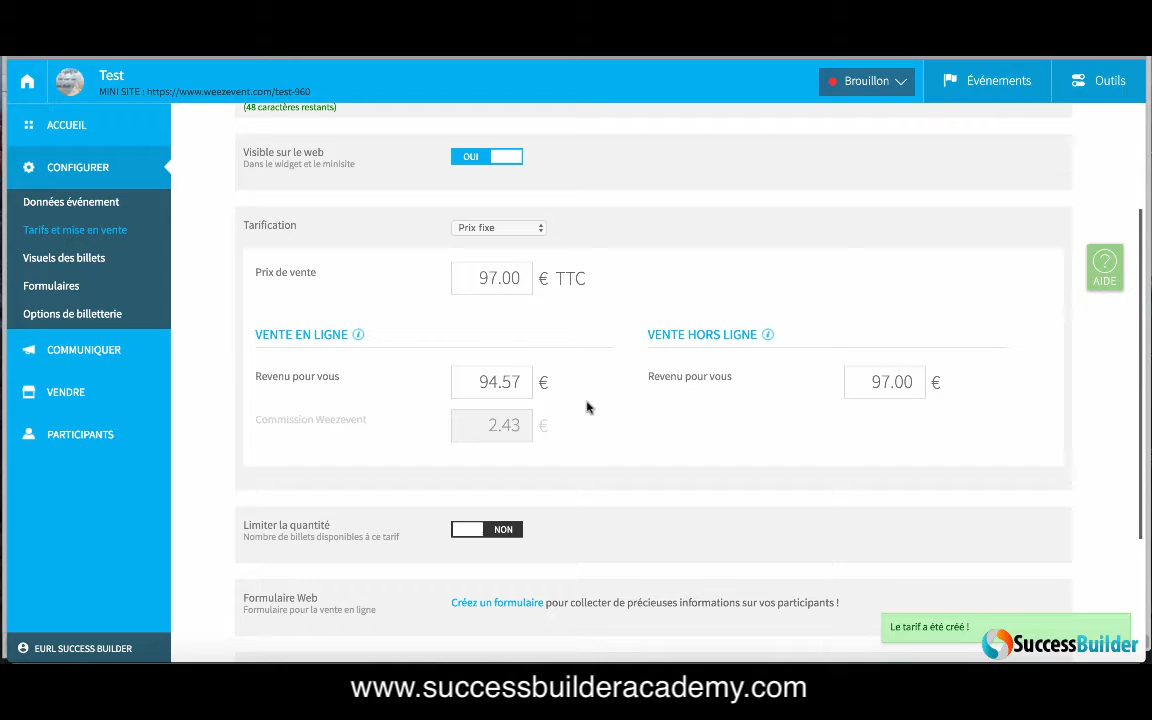 Test
MINI SITE : https://www.weezevent.com/test-960
Brouillon
Événements
Outils
ACCUEIL
CONFIGURER
Données événement
Tarifs et mise en vente
Visuels des billets
Formulaires
Options de billetterie
COMMUNIQUER
VENDRE
PARTICIPANTS
EURL SUCCESS BUILDER
(48 caractères restants)
Visible sur le web
Dans le widget et le minisite
OUI
Tarification
Prix fixe
Prix de vente
97.00 € TTC
VENTE EN LIGNE
Revenu pour vous
94.57 €
Commission Weezevent
2.43 €
VENTE HORS LIGNE
Revenu pour vous
97.00 €
Limiter la quantité
Nombre de billets disponibles à ce tarif
NON
Formulaire Web
Formulaire pour la vente en ligne
Créez un formulaire pour collecter de précieuses informations sur vos participants !
? AIDE
Le tarif a été créé !
SuccessBuilder
www.successbuilderacademy.com